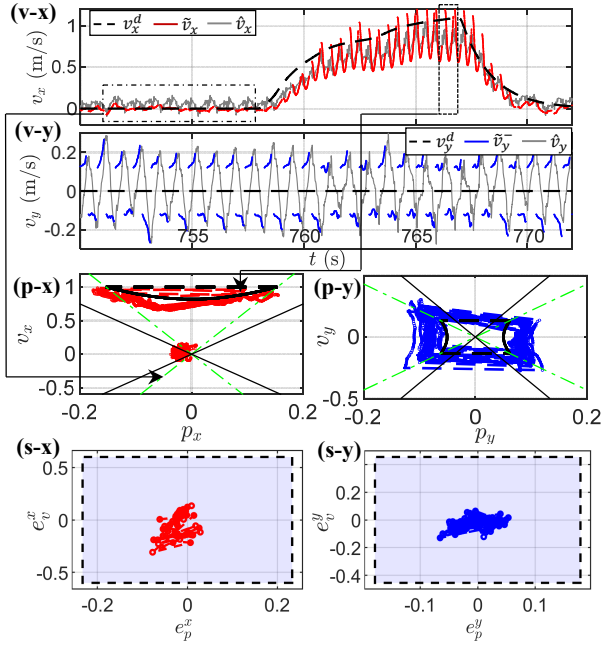 (v-x)
v_x^d ṽ_x v̂_x
v_x (m/s)
1
0.5
0
(v-y)
v_y^d ṽ_y^- v̂_y
v_y (m/s)
0.2
0
-0.2
755 760 765 770
t (s)
(p-x)
v_x
1
0.5
0
-0.5
-0.2 0 0.2
p_x
(p-y)
v_y
0.5
0
-0.5
-0.2 0 0.2
p_y
(s-x)
e_v^x
0.5
0
-0.5
-0.2 0 0.2
e_p^x
(s-y)
e_v^y
0.4
0.2
0
-0.2
-0.4
-0.1 0 0.1
e_p^y